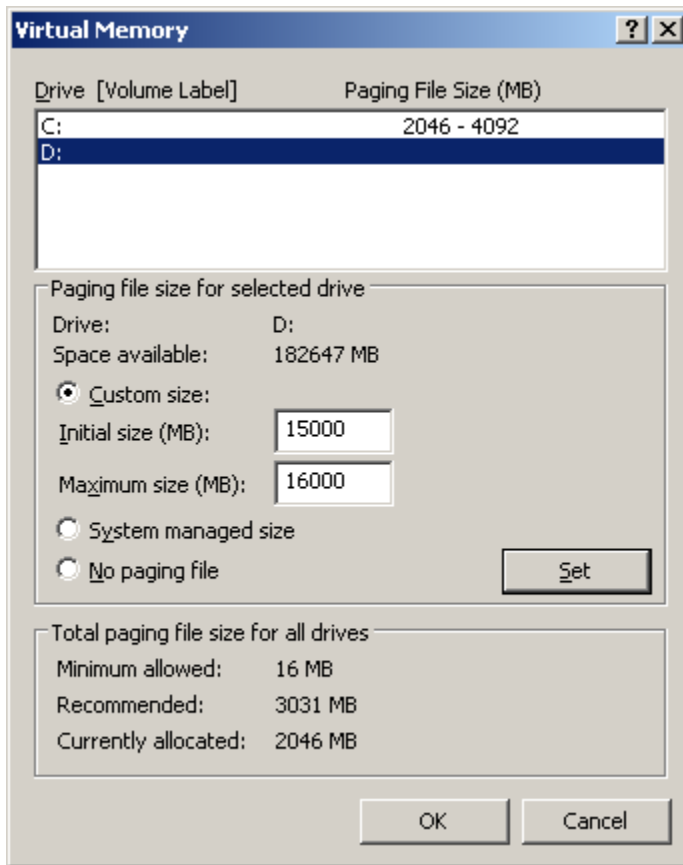 Virtual Memory
Drive [Volume Label] Paging File Size (MB)
C: 2046 - 4092
D:
Paging file size for selected drive
Drive: D:
Space available: 182647 MB
Custom size:
Initial size (MB): 15000
Maximum size (MB): 16000
System managed size
No paging file
Set
Total paging file size for all drives
Minimum allowed: 16 MB
Recommended: 3031 MB
Currently allocated: 2046 MB
OK Cancel